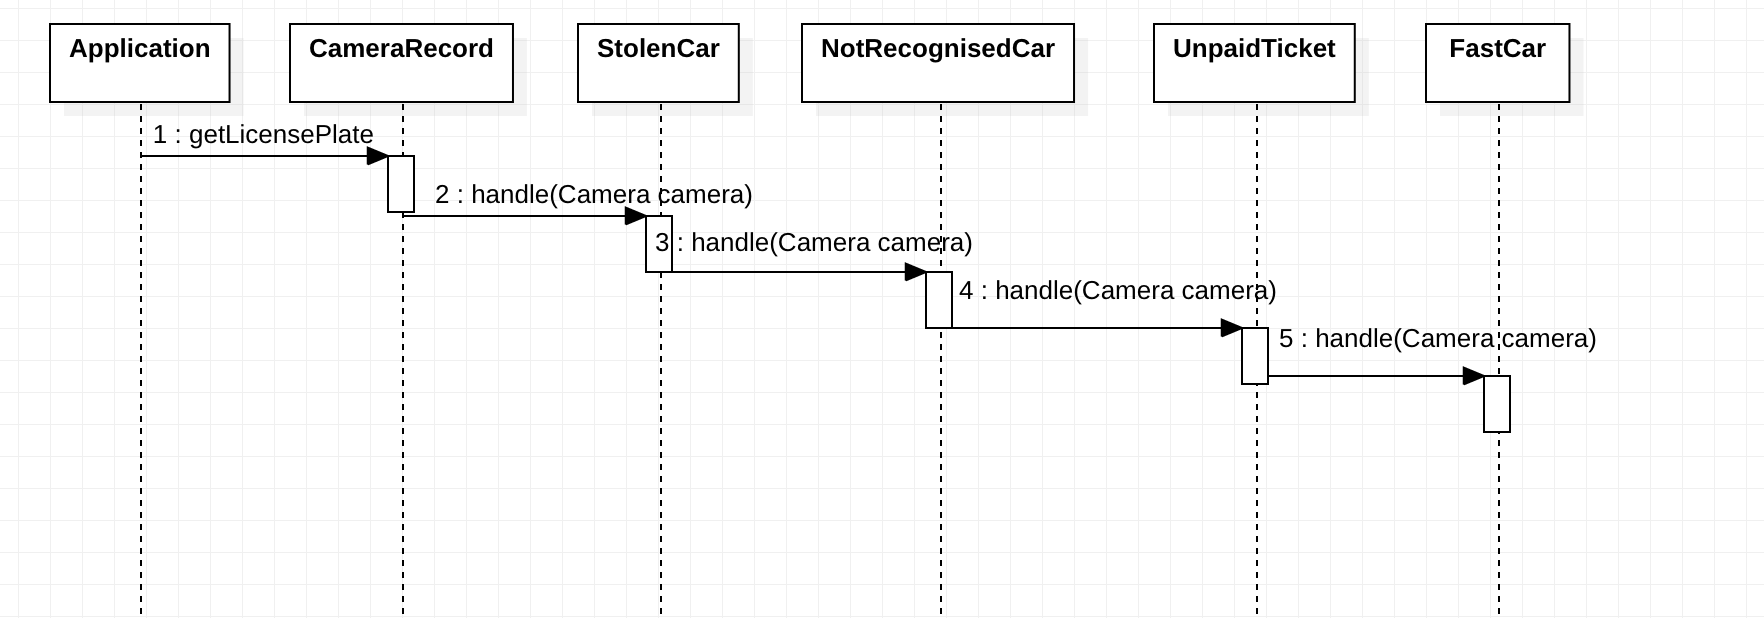 Application
CameraRecord
StolenCar
NotRecognisedCar
UnpaidTicket
FastCar
1 : getLicensePlate
2 : handle(Camera camera)
3 : handle(Camera camera)
4 : handle(Camera camera)
5 : handle(Camera camera)